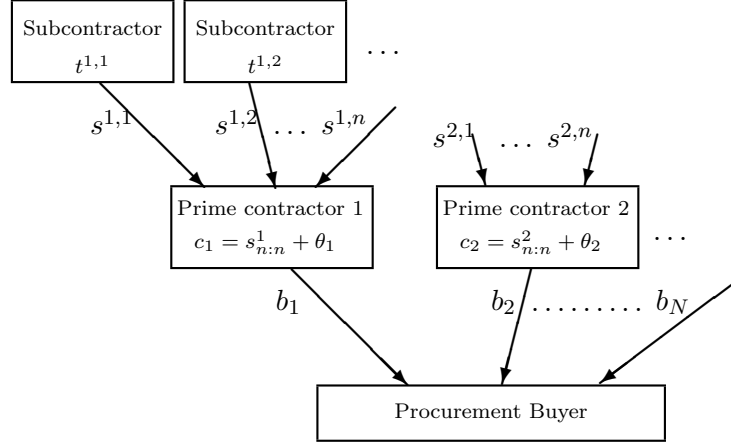 Subcontractor
t^{1,1}
Subcontractor
t^{1,2}
...
s^{1,1}
s^{1,2} ... s^{1,n}
s^{2,1} ... s^{2,n}
Prime contractor 1
c_1 = s^1_{n:n} + θ_1
Prime contractor 2
c_2 = s^2_{n:n} + θ_2
...
b_1
b_2 ......... b_N
Procurement Buyer